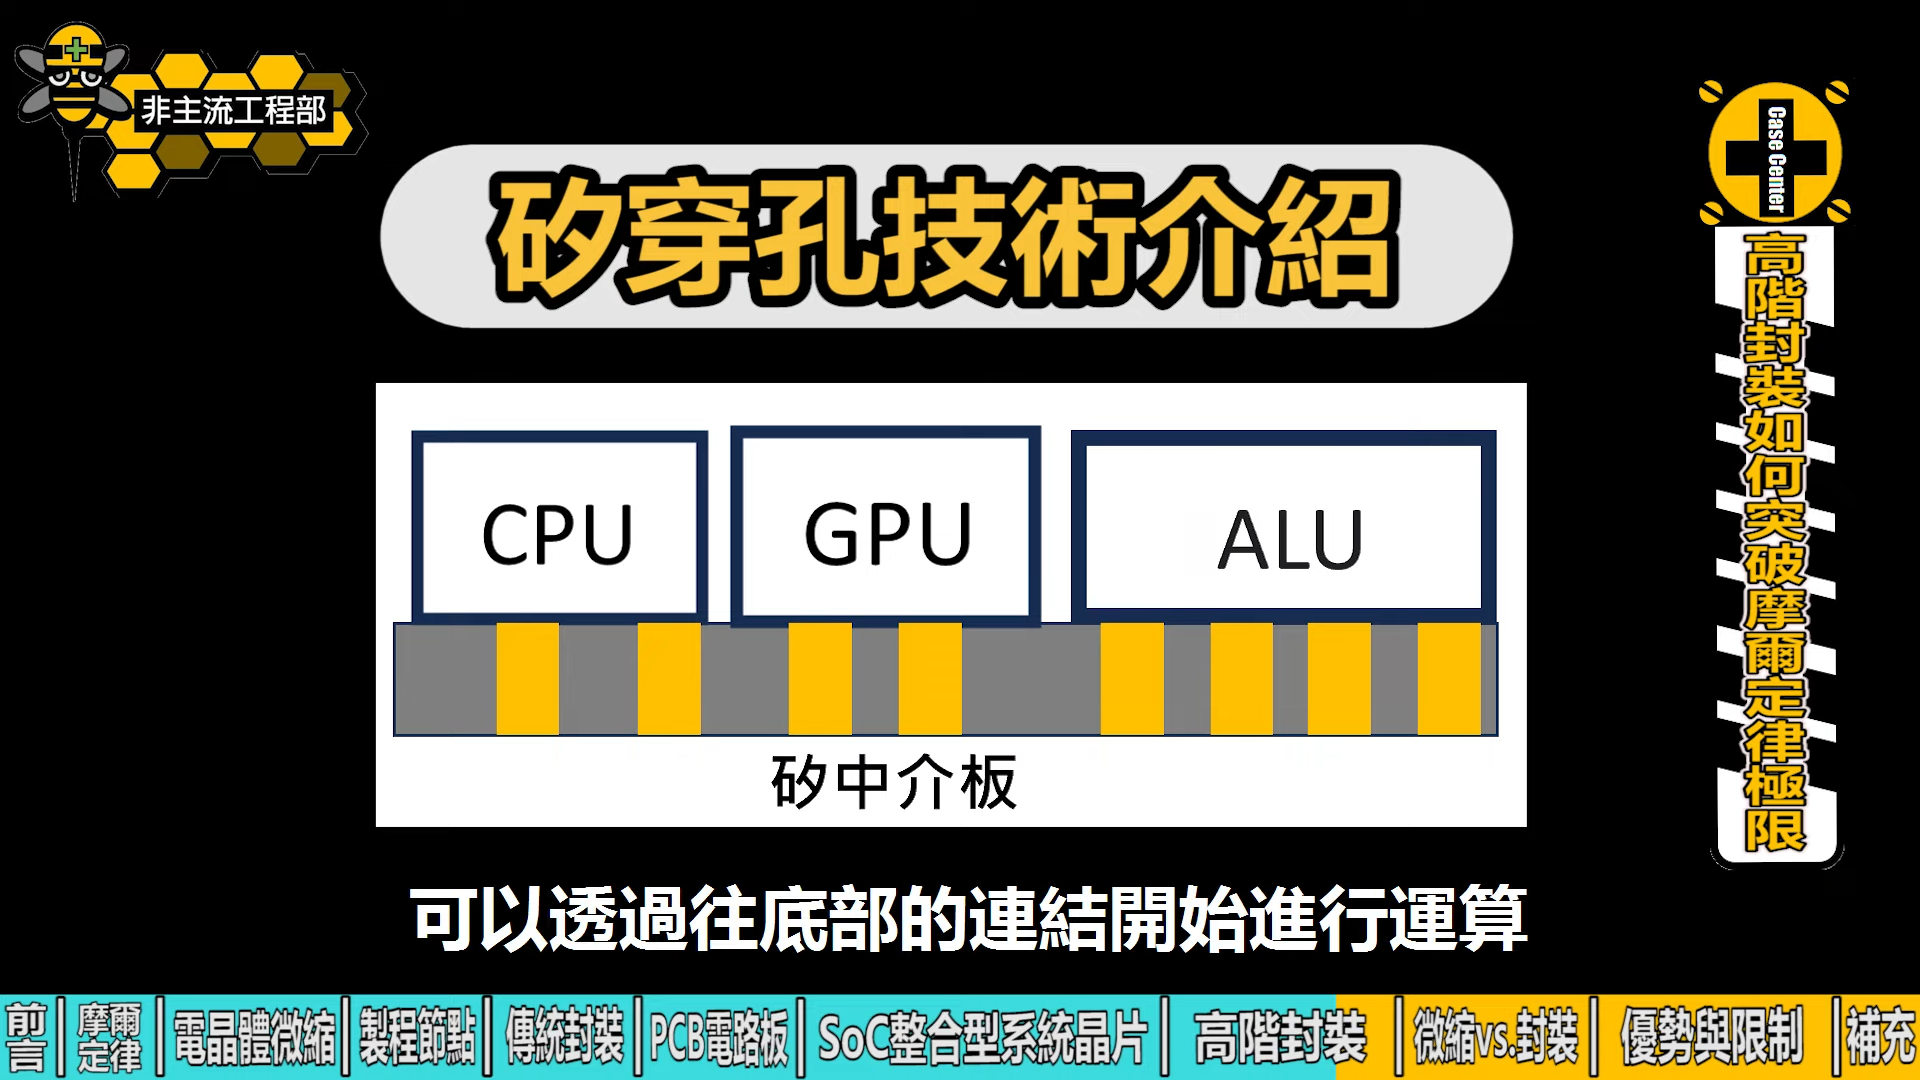 非主流工程部
Case Center
矽穿孔技術介紹
高階封裝如何突破摩爾定律極限
CPU
GPU
ALU
矽中介板
可以透過往底部的連結開始進行運算
前言
摩爾定律
電晶體微縮
製程節點
傳統封裝
PCB電路板
SoC整合型系統晶片
高階封裝
微縮vs.封裝
優勢與限制
補充